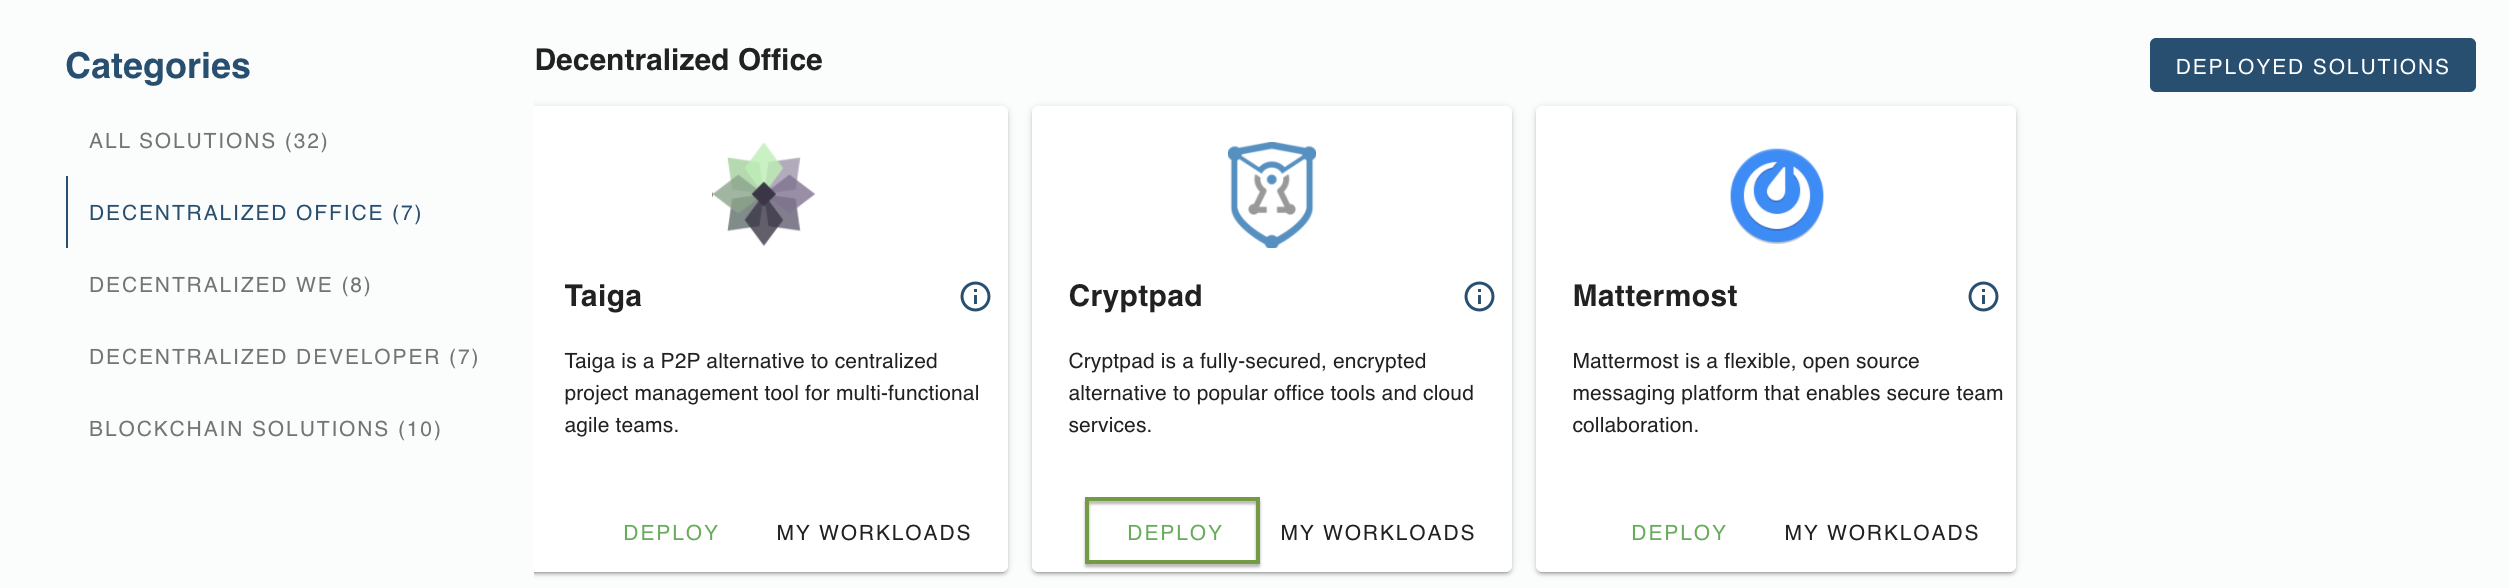 Categories
ALL SOLUTIONS (32)
DECENTRALIZED OFFICE (7)
DECENTRALIZED WE (8)
DECENTRALIZED DEVELOPER (7)
BLOCKCHAIN SOLUTIONS (10)
Decentralized Office
DEPLOYED SOLUTIONS
Taiga
Taiga is a P2P alternative to centralized
project management tool for multi-functional
agile teams.
DEPLOY
MY WORKLOADS
Cryptpad
Cryptpad is a fully-secured, encrypted
alternative to popular office tools and cloud
services.
DEPLOY
MY WORKLOADS
Mattermost
Mattermost is a flexible, open source
messaging platform that enables secure team
collaboration.
DEPLOY
MY WORKLOADS